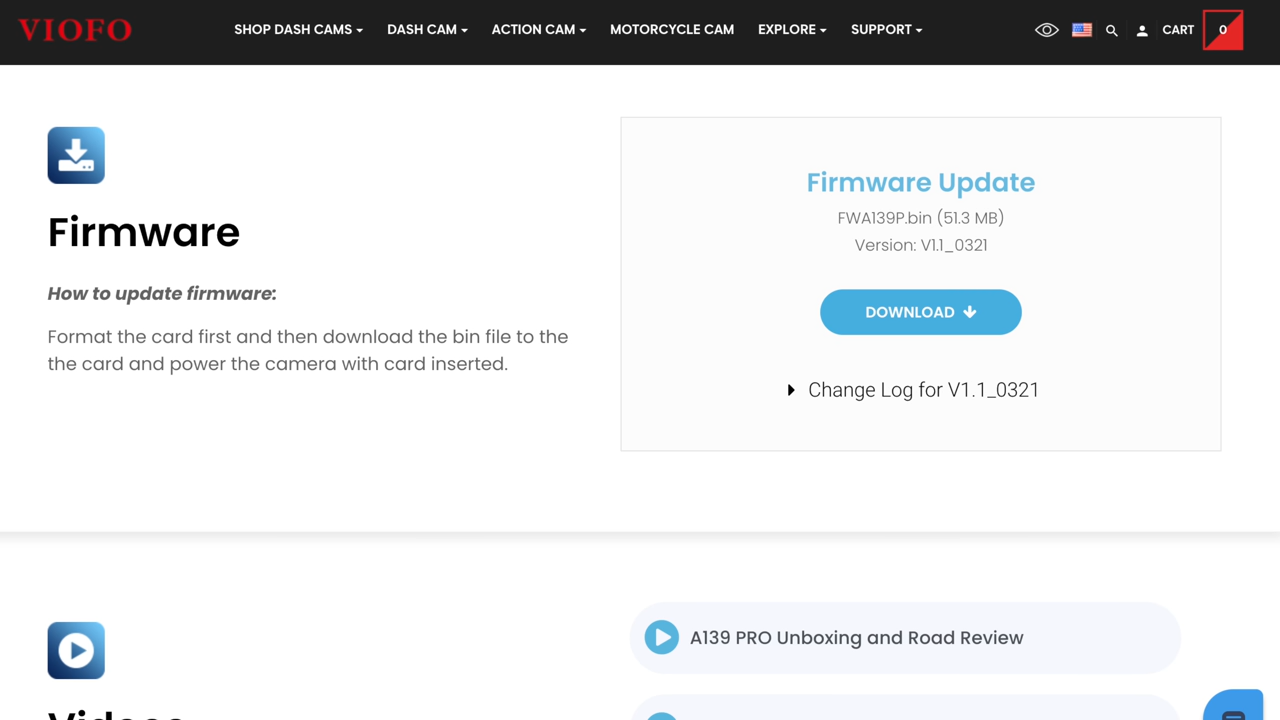 VIOFO
SHOP DASH CAMS
DASH CAM
ACTION CAM
MOTORCYCLE CAM
EXPLORE
SUPPORT
CART
0
Firmware
How to update firmware:
Format the card first and then download the bin file to the
the card and power the camera with card inserted.
Firmware Update
FWA139P.bin (51.3 MB)
Version: V1.1_0321
DOWNLOAD
Change Log for V1.1_0321
A139 PRO Unboxing and Road Review
Videos